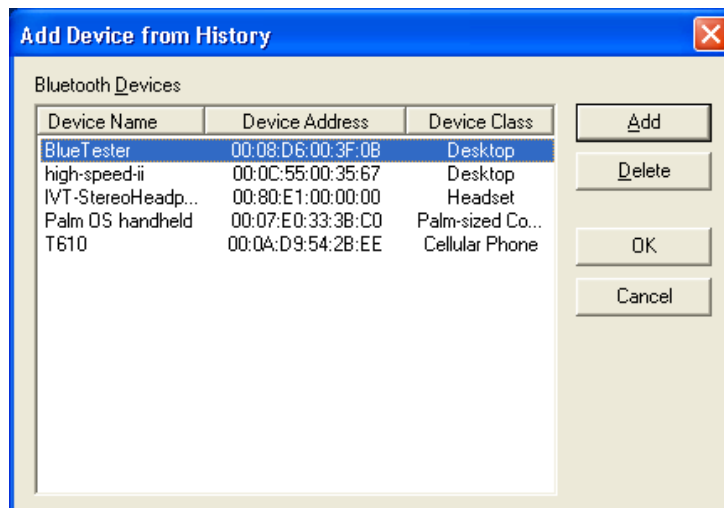 Add Device from History
Bluetooth Devices
Device Name Device Address Device Class
BlueTester 00:08:D6:00:3F:0B Desktop
high-speed-ii 00:0C:55:00:35:67 Desktop
IVT-StereoHeadp... 00:80:E1:00:00:00 Headset
Palm OS handheld 00:07:E0:33:3B:C0 Palm-sized Co...
T610 00:0A:D9:54:2B:EE Cellular Phone
Add
Delete
OK
Cancel